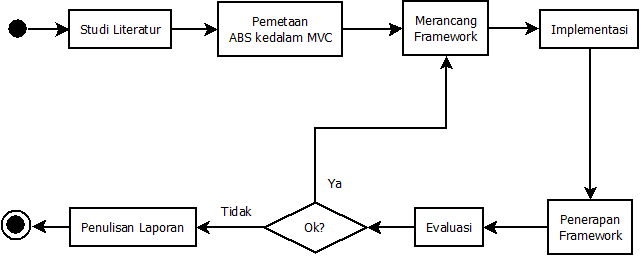 Studi Literatur
Pemetaan
ABS kedalam MVC
Merancang
Framework
Implementasi
Penerapan
Framework
Evaluasi
Ok?
Ya
Tidak
Penulisan Laporan